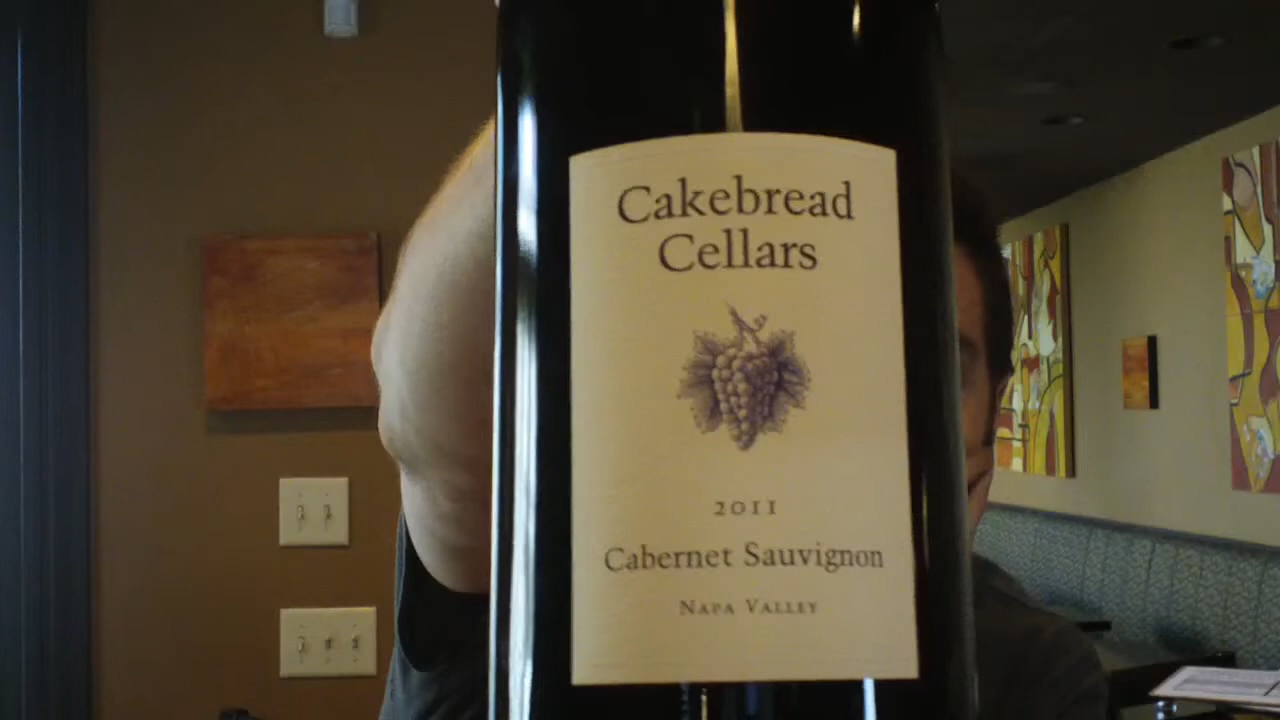 Cakebread
Cellars
2011
Cabernet Sauvignon
NAPA VALLEY